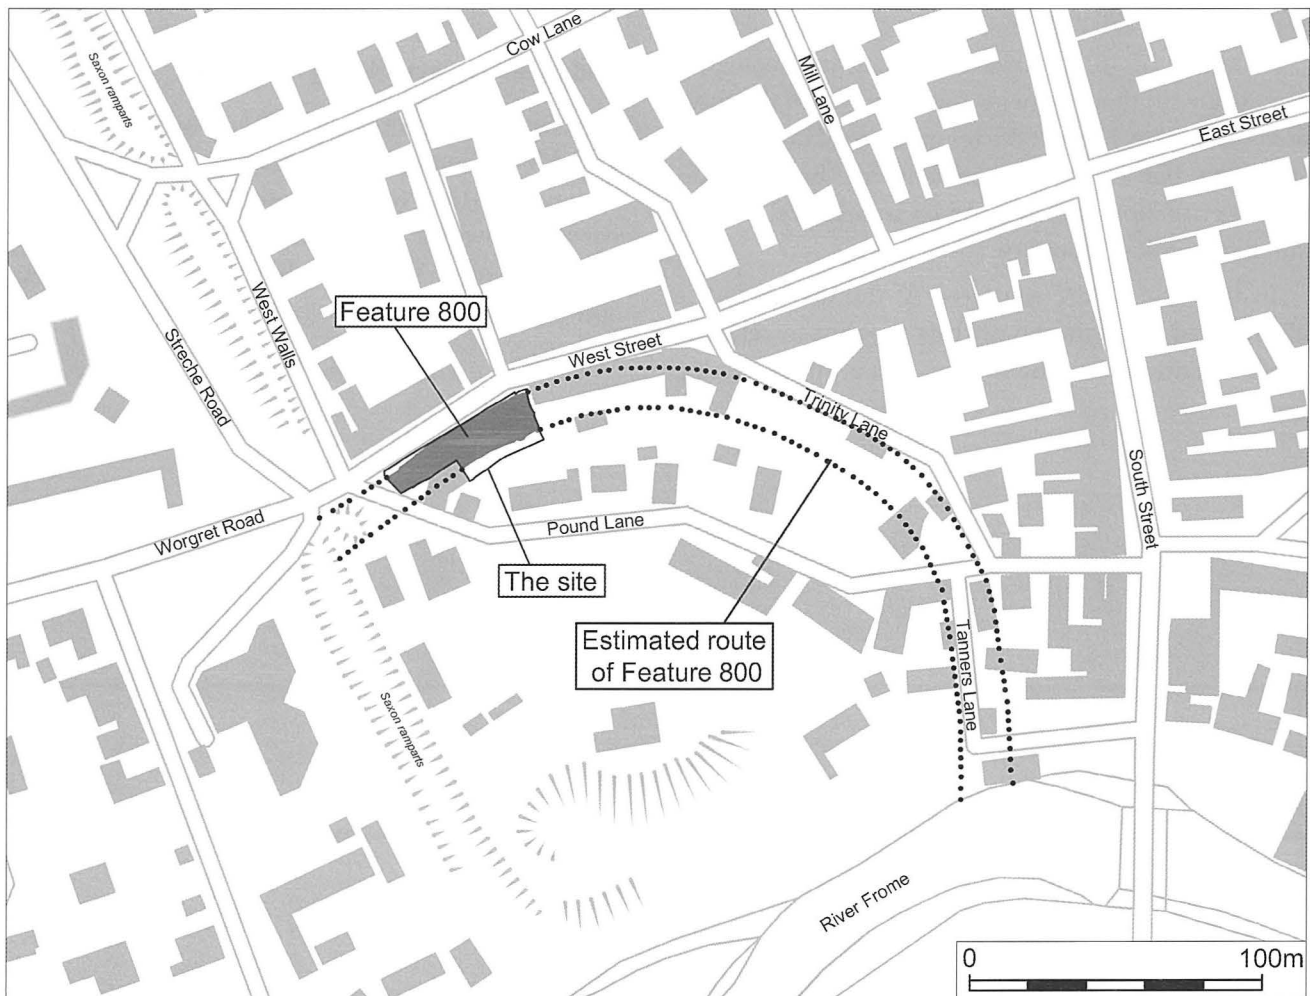 Cow Lane
Saxon ramparts
Mill Lane
East Street
West Walls
Feature 800
Streche Road
West Street
Trinity Lane
South Street
Worgret Road
Pound Lane
The site
Estimated route
of Feature 800
Tanners Lane
Saxon ramparts
River Frome
0 100m